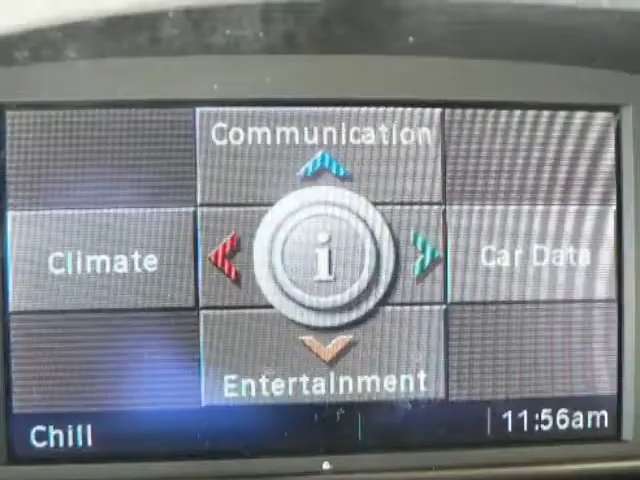 Communication
Climate
i
Car Data
Entertainment
Chill
11:56am